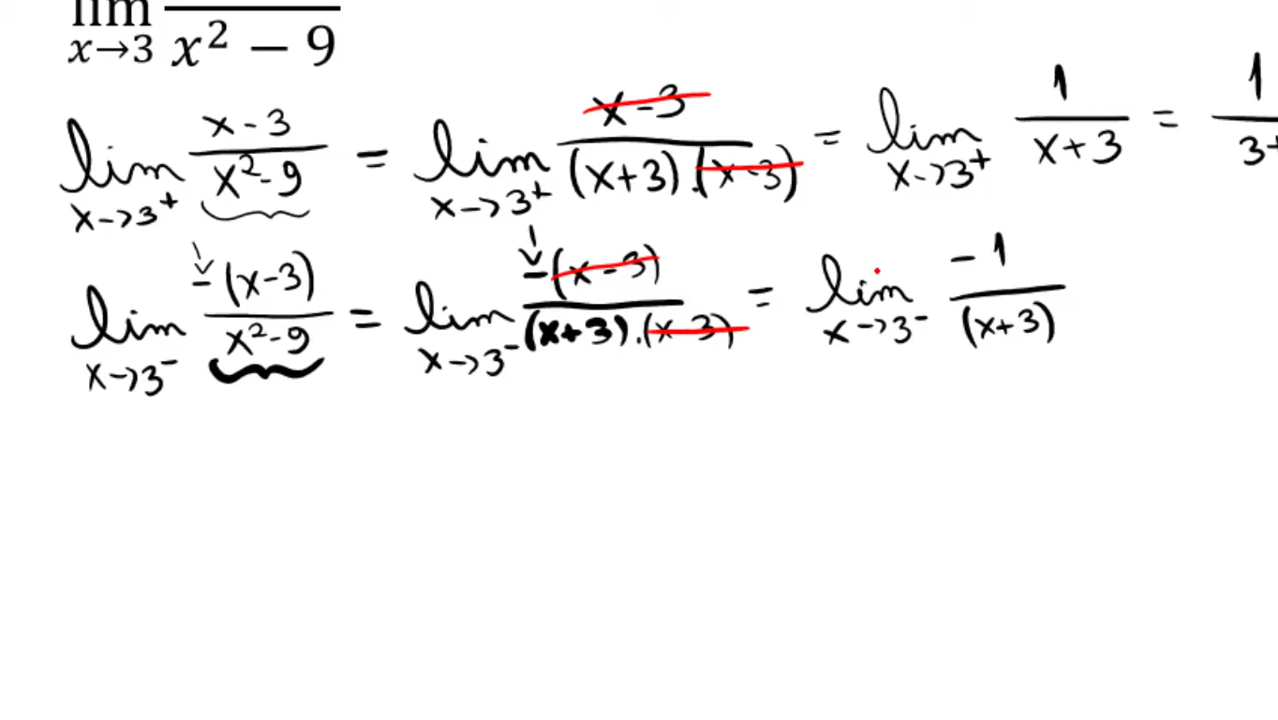 lim
x→3 x² − 9
lim x→3⁺ x-3 / x²-9 = lim x→3⁺ x-3 / (x+3).(x-3) = lim x→3⁺ 1 / x+3 = 1 / 3+
lim x→3⁻ -(x-3) / x²-9 = lim x→3⁻ -(x-3) / (x+3).(x-3) = lim x→3⁻ -1 / (x+3)